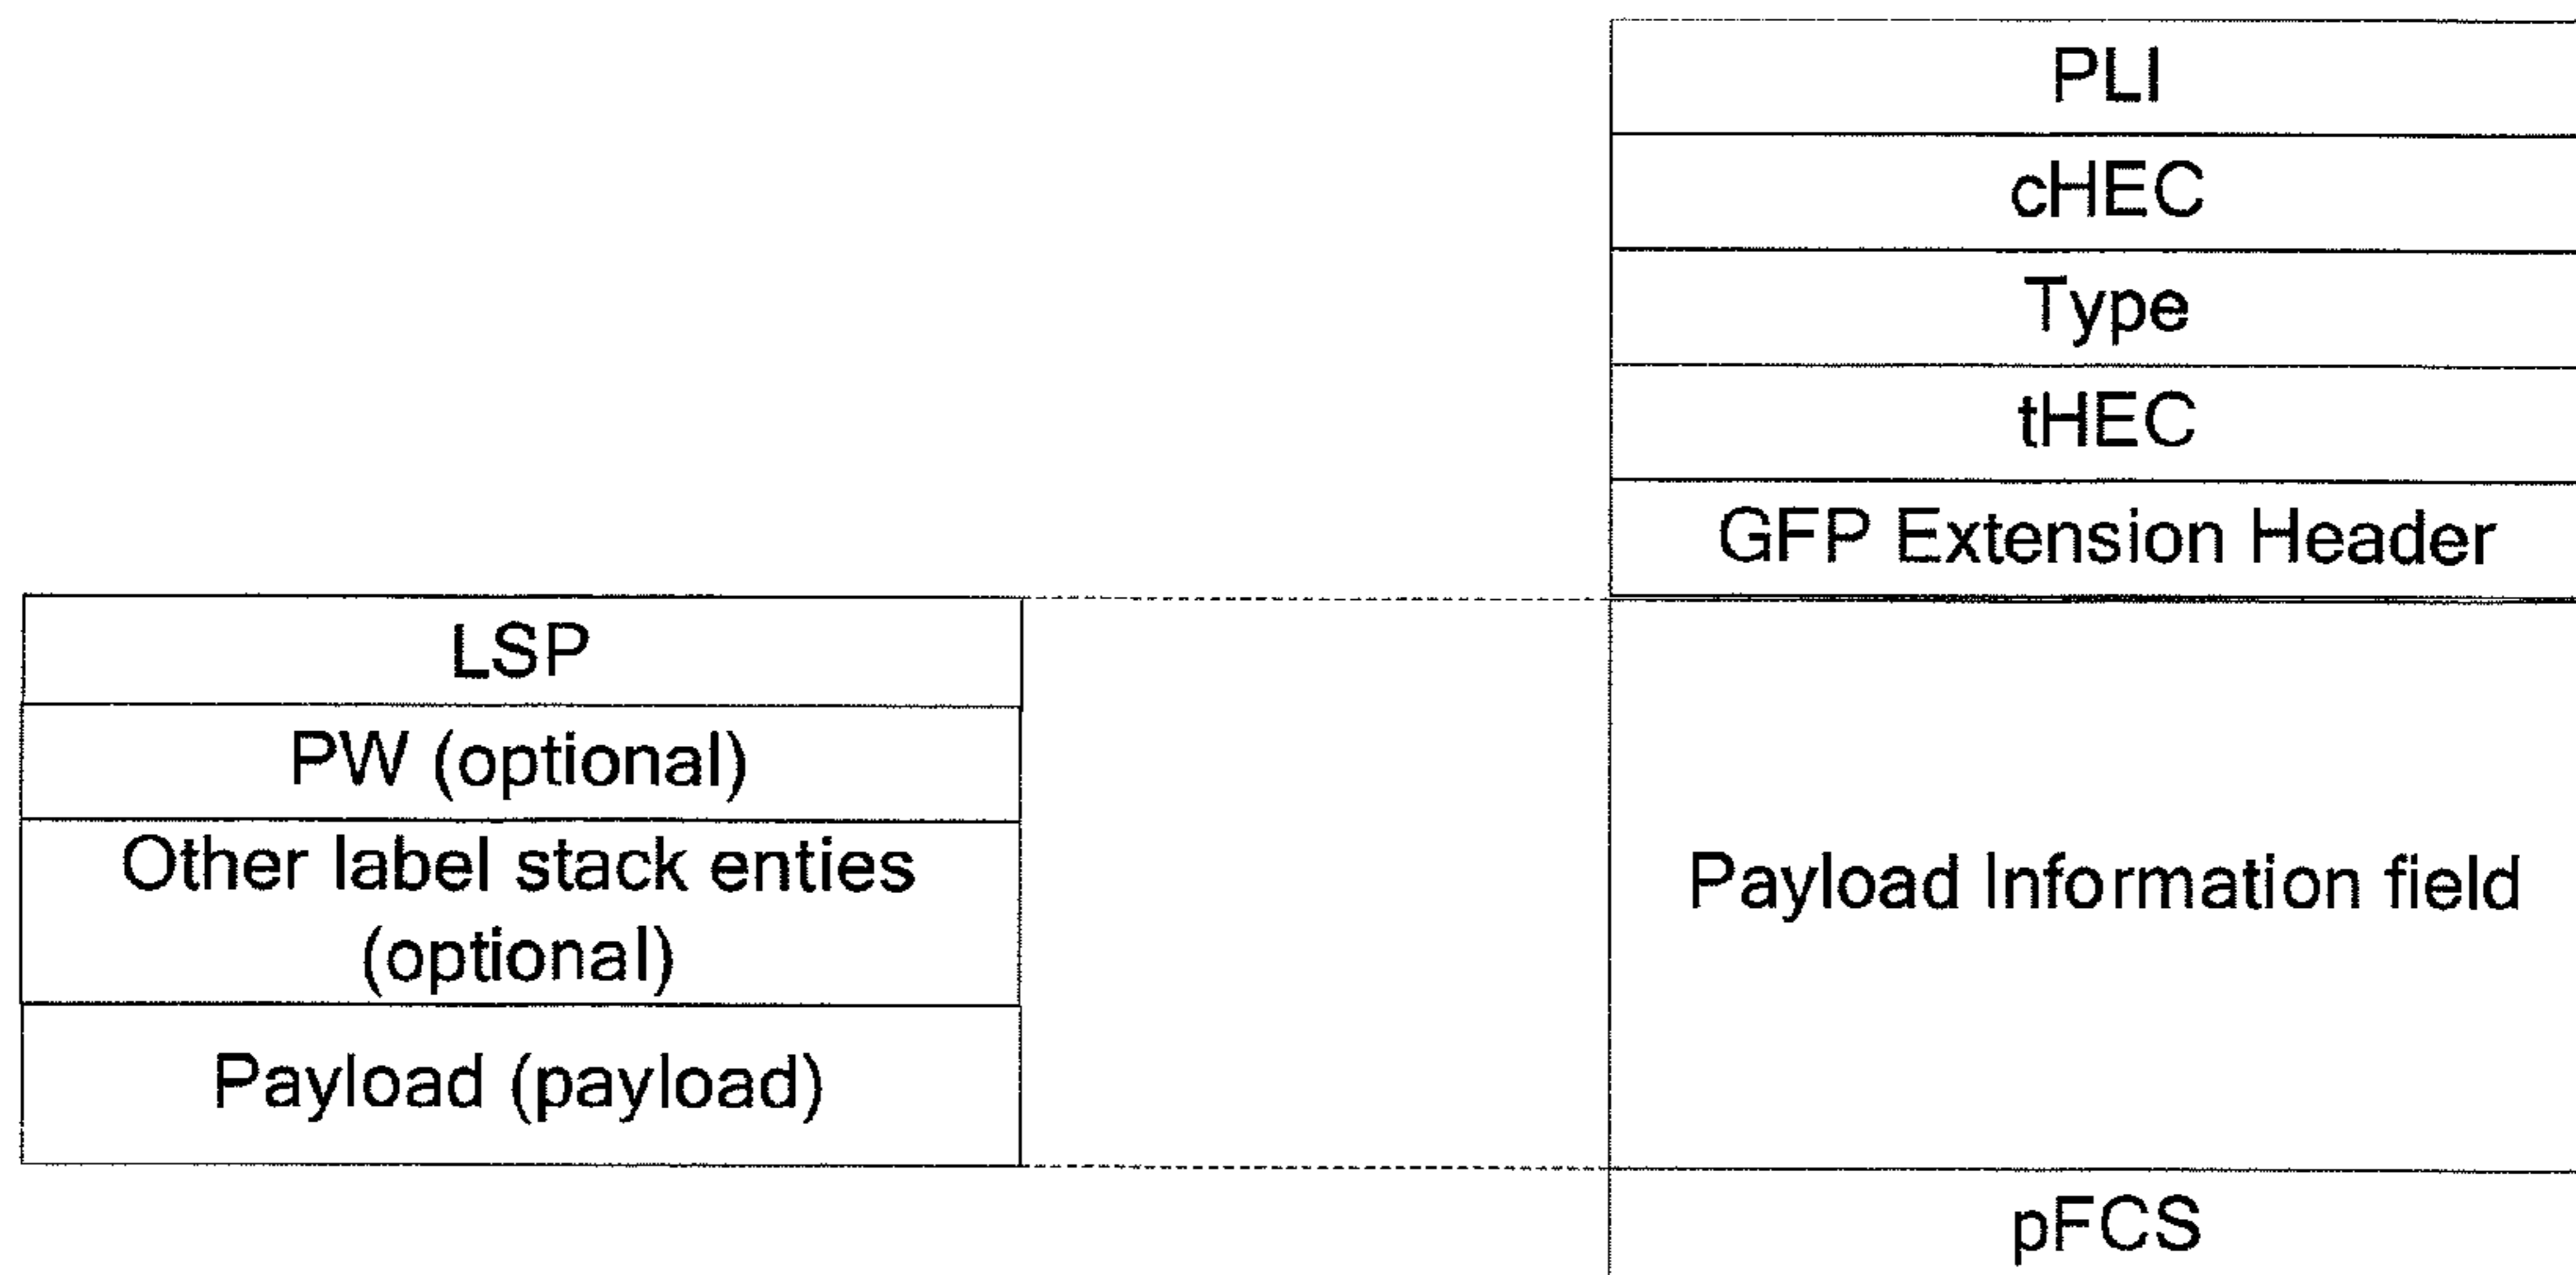 PLI
cHEC
Type
tHEC
GFP Extension Header
LSP
PW (optional)
Other label stack enties
(optional)
Payload (payload)
Payload Information field
pFCS